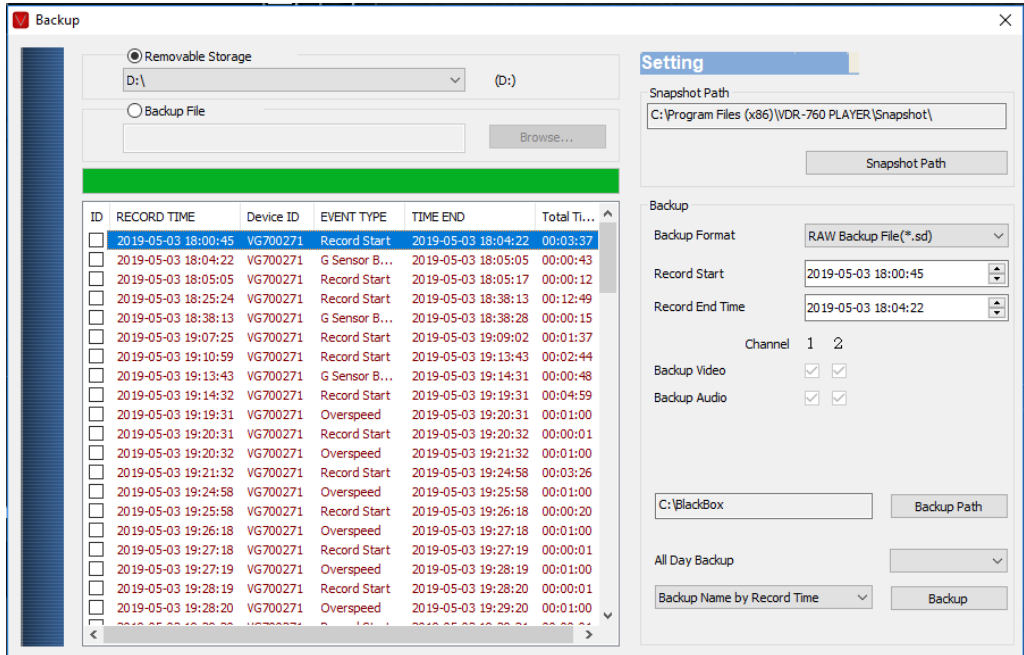 Backup
Removable Storage
D:\
(D:)
Backup File
Browse...
ID RECORD TIME Device ID EVENT TYPE TIME END Total Ti...
2019-05-03 18:00:45 VG700271 Record Start 2019-05-03 18:04:22 00:03:37
2019-05-03 18:04:22 VG700271 G Sensor B... 2019-05-03 18:05:05 00:00:43
2019-05-03 18:05:05 VG700271 Record Start 2019-05-03 18:05:17 00:00:12
2019-05-03 18:25:24 VG700271 Record Start 2019-05-03 18:38:13 00:12:49
2019-05-03 18:38:13 VG700271 G Sensor B... 2019-05-03 18:38:28 00:00:15
2019-05-03 19:07:25 VG700271 Record Start 2019-05-03 19:09:02 00:01:37
2019-05-03 19:10:59 VG700271 Record Start 2019-05-03 19:13:43 00:02:44
2019-05-03 19:13:43 VG700271 G Sensor B... 2019-05-03 19:14:31 00:00:48
2019-05-03 19:14:32 VG700271 Record Start 2019-05-03 19:19:31 00:04:59
2019-05-03 19:19:31 VG700271 Overspeed 2019-05-03 19:20:31 00:01:00
2019-05-03 19:20:31 VG700271 Record Start 2019-05-03 19:20:32 00:00:01
2019-05-03 19:20:32 VG700271 Overspeed 2019-05-03 19:21:32 00:01:00
2019-05-03 19:21:32 VG700271 Record Start 2019-05-03 19:24:58 00:03:26
2019-05-03 19:24:58 VG700271 Overspeed 2019-05-03 19:25:58 00:01:00
2019-05-03 19:25:58 VG700271 Record Start 2019-05-03 19:26:18 00:00:20
2019-05-03 19:26:18 VG700271 Overspeed 2019-05-03 19:27:18 00:01:00
2019-05-03 19:27:18 VG700271 Record Start 2019-05-03 19:27:19 00:00:01
2019-05-03 19:27:19 VG700271 Overspeed 2019-05-03 19:28:19 00:01:00
2019-05-03 19:28:19 VG700271 Record Start 2019-05-03 19:28:20 00:00:01
2019-05-03 19:28:20 VG700271 Overspeed 2019-05-03 19:29:20 00:01:00
Setting
Snapshot Path
C:\Program Files (x86)\VDR-760 PLAYER\Snapshot\
Snapshot Path
Backup
Backup Format RAW Backup File(*.sd)
Record Start 2019-05-03 18:00:45
Record End Time 2019-05-03 18:04:22
Channel 1 2
Backup Video
Backup Audio
C:\BlackBox Backup Path
All Day Backup
Backup Name by Record Time Backup